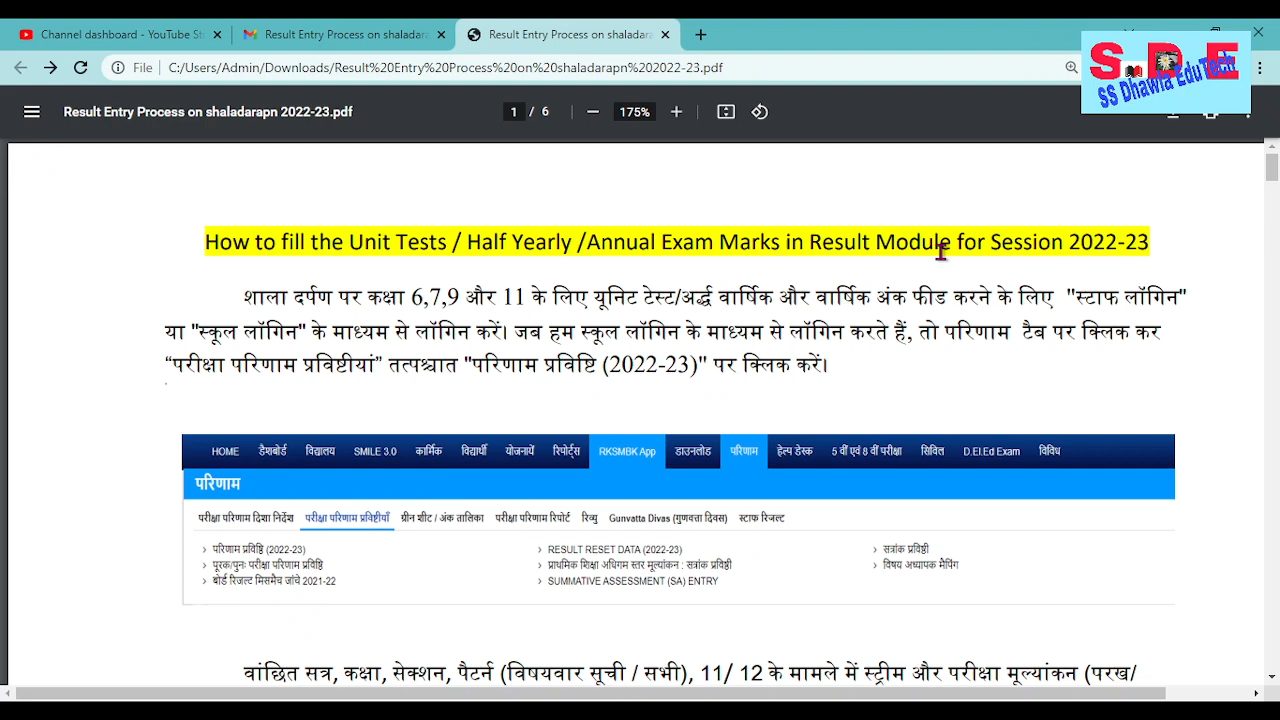 Channel dashboard - YouTube St
Result Entry Process on shaladara
Result Entry Process on shaladara
File C:/Users/Admin/Downloads/Result%20Entry%20Process%20on%20shaladarapn%202022-23.pdf
S D E
SS Dhawla EduTech
Result Entry Process on shaladarapn 2022-23.pdf
1 / 6
175%
How to fill the Unit Tests / Half Yearly /Annual Exam Marks in Result Module for Session 2022-23
शाला दर्पण पर कक्षा 6,7,9 और 11 के लिए यूनिट टेस्ट/अर्द्ध वार्षिक और वार्षिक अंक फीड करने के लिए "स्टाफ लॉगिन"
या "स्कूल लॉगिन" के माध्यम से लॉगिन करें। जब हम स्कूल लॉगिन के माध्यम से लॉगिन करते हैं, तो परिणाम टैब पर क्लिक कर
“परीक्षा परिणाम प्रविष्टीयां” तत्पश्चात "परिणाम प्रविष्टि (2022-23)" पर क्लिक करें।
HOME डैशबोर्ड विद्यालय SMILE 3.0 कार्मिक विद्यार्थी योजनायें रिपोर्ट्स RKSMBK App डाउनलोड परिणाम हेल्प डेस्क 5 वीं एवं 8 वीं परीक्षा सिविल D.El.Ed Exam विविध
परिणाम
परीक्षा परिणाम दिशा निर्देश परीक्षा परिणाम प्रविष्टीयाँ ग्रीन शीट / अंक तालिका परीक्षा परिणाम रिपोर्ट रिव्यु Gunvatta Divas (गुणवत्ता दिवस) स्टाफ रिजल्ट
परिणाम प्रविष्टि (2022-23) RESULT RESET DATA (2022-23) सत्रांक प्रविष्टी
पूरक/पुनः परीक्षा परिणाम प्रविष्टि प्राथमिक शिक्षा अधिगम स्तर मूल्यांकन : सत्रांक प्रविष्टी विषय अध्यापक मैपिंग
बोर्ड रिजल्ट मिसमैच जांचे 2021-22 SUMMATIVE ASSESSMENT (SA) ENTRY
वांछित सत्र, कक्षा, सेक्शन, पैटर्न (विषयवार सूची / सभी), 11/ 12 के मामले में स्ट्रीम और परीक्षा मूल्यांकन (परख/